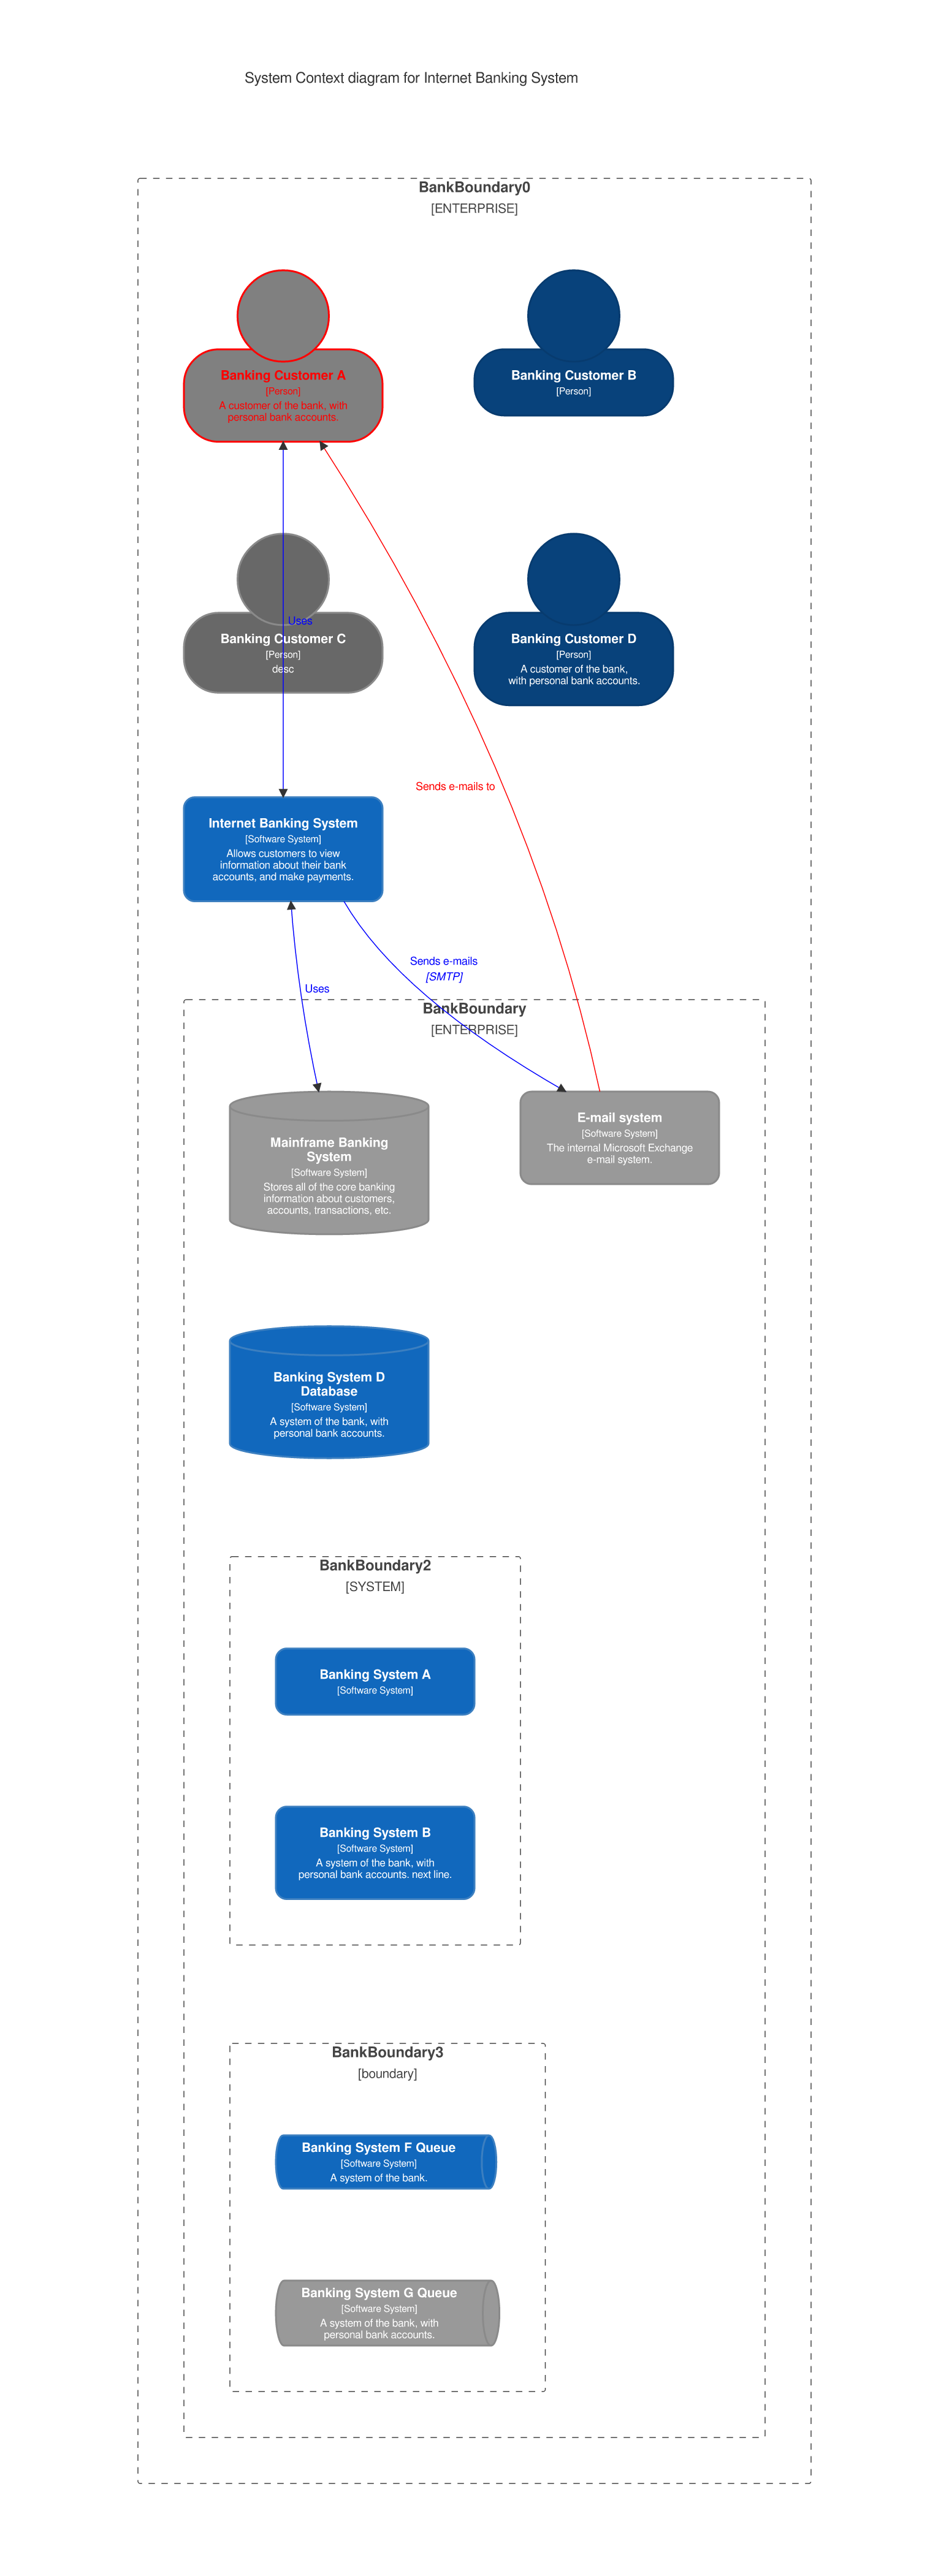 System Context diagram for Internet Banking System
BankBoundary0
[ENTERPRISE]
Banking Customer A
[Person]
A customer of the bank, with
personal bank accounts.
Banking Customer B
[Person]
Uses
Banking Customer C
[Person]
desc
Banking Customer D
[Person]
A customer of the bank,
with personal bank accounts.
Sends e-mails to
Internet Banking System
[Software System]
Allows customers to view
information about their bank
accounts, and make payments.
Sends e-mails
[SMTP]
Uses
BankBoundary
[ENTERPRISE]
Mainframe Banking
System
[Software System]
Stores all of the core banking
information about customers,
accounts, transactions, etc.
E-mail system
[Software System]
The internal Microsoft Exchange
e-mail system.
Banking System D
Database
[Software System]
A system of the bank, with
personal bank accounts.
BankBoundary2
[SYSTEM]
Banking System A
[Software System]
Banking System B
[Software System]
A system of the bank, with
personal bank accounts. next line.
BankBoundary3
[boundary]
Banking System F Queue
[Software System]
A system of the bank.
Banking System G Queue
[Software System]
A system of the bank, with
personal bank accounts.